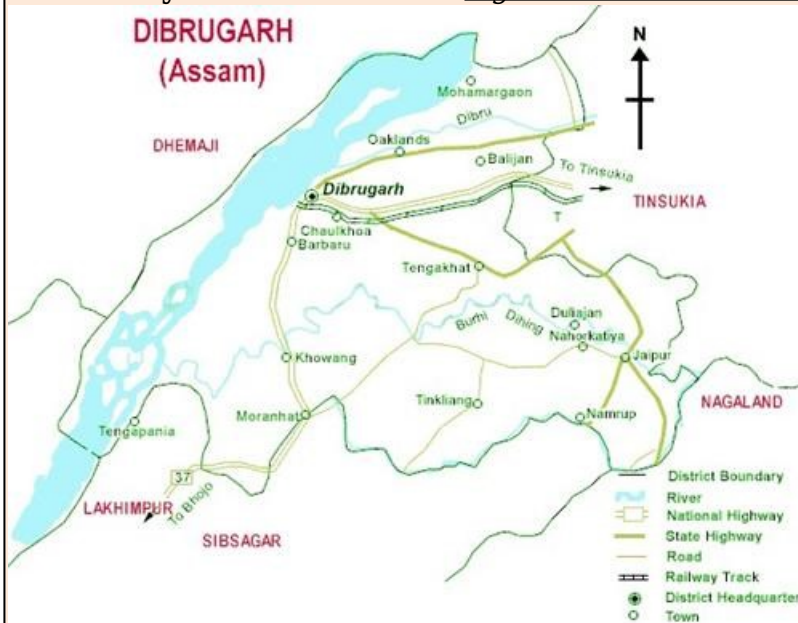 DIBRUGARH
(Assam)
N
Mohamargaon
Dibru
DHEMAJI
Oaklands
Balijan
To Tinsukia
Dibrugarh
TINSUKIA
Chaulkhoa
T
Barbaru
Tengakhat
Duliajan
Burhi Dihing
Nahorkatiya
Khowang
Jaipur
Tinkliang
NAGALAND
Moranhat
Namrup
Tengapania
37
District Boundary
LAKHIMPUR
To Bhojo
River
National Highway
SIBSAGAR
State Highway
Road
Railway Track
District Headquarter
Town